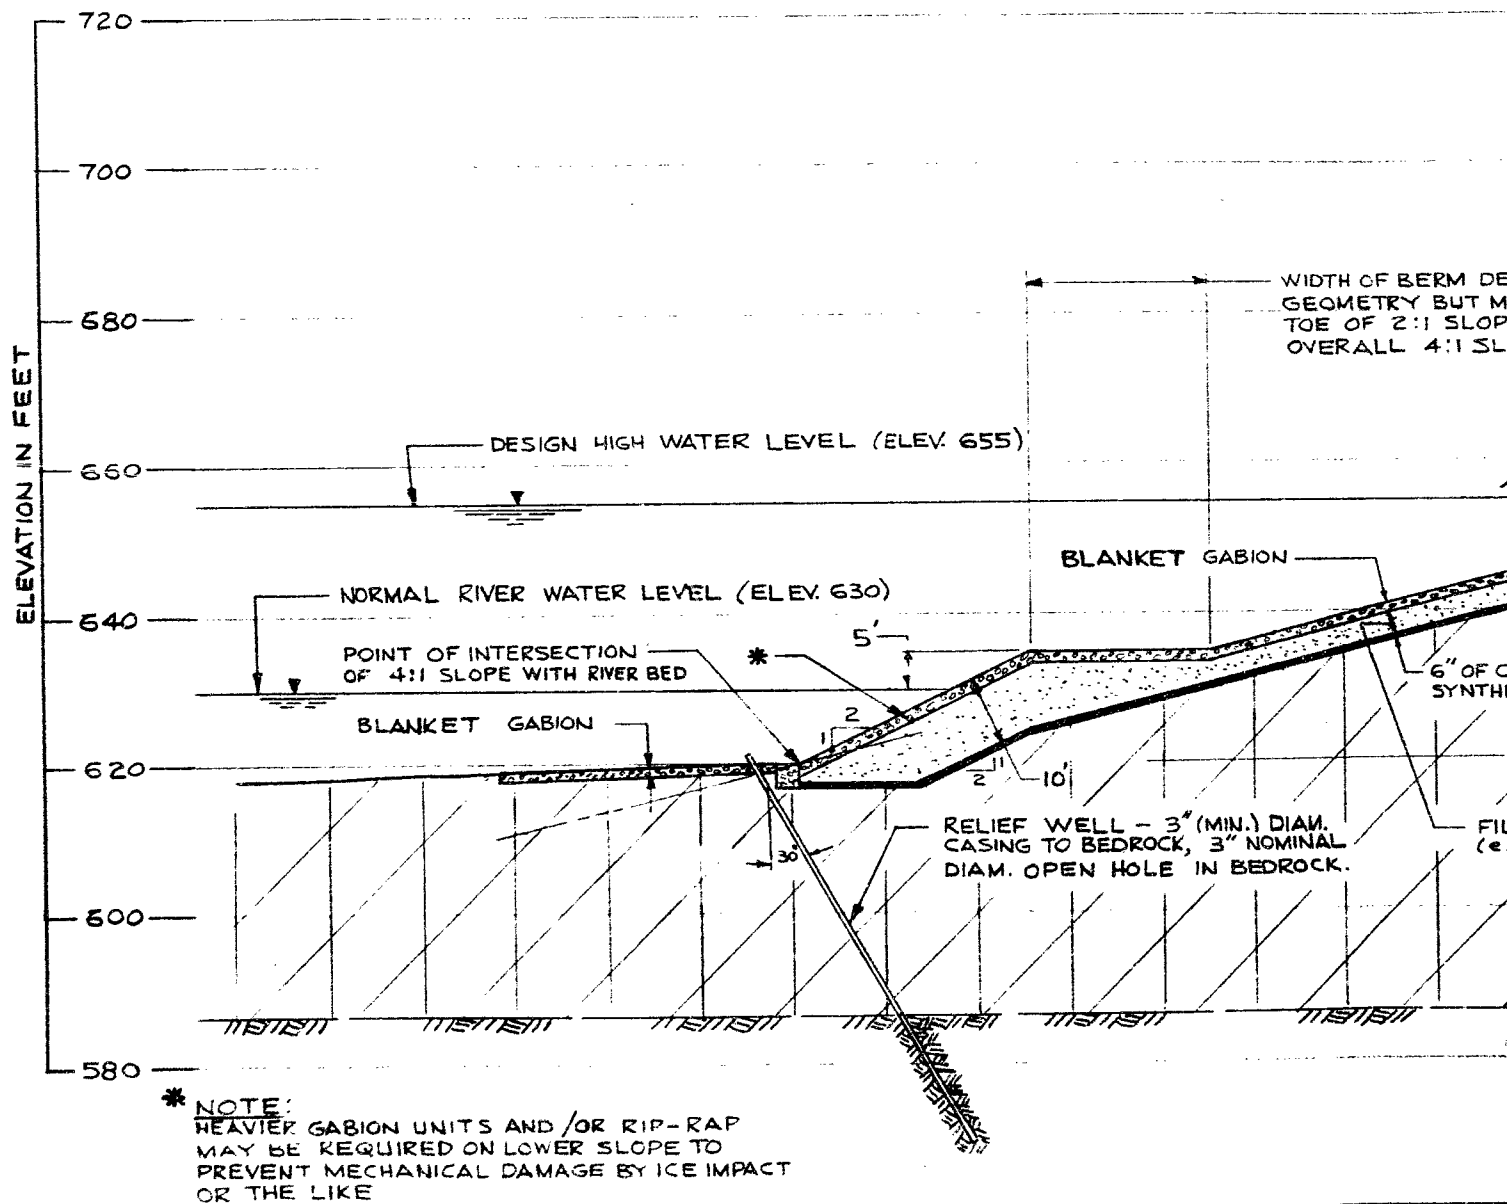 720
700
680
660
640
620
600
580
ELEVATION IN FEET
WIDTH OF BERM DE
GEOMETRY BUT M
TOE OF 2:1 SLOP
OVERALL 4:1 SL
DESIGN HIGH WATER LEVEL (ELEV. 655)
BLANKET GABION
NORMAL RIVER WATER LEVEL (ELEV. 630)
5'
POINT OF INTERSECTION
OF 4:1 SLOPE WITH RIVER BED
*
6" OF C
SYNTHE
BLANKET GABION
2
1
1
2
10'
30°
RELIEF WELL - 3" (MIN.) DIAM.
CASING TO BEDROCK, 3" NOMINAL
DIAM. OPEN HOLE IN BEDROCK.
FIL
(e.
* NOTE:
HEAVIER GABION UNITS AND/OR RIP-RAP
MAY BE REQUIRED ON LOWER SLOPE TO
PREVENT MECHANICAL DAMAGE BY ICE IMPACT
OR THE LIKE